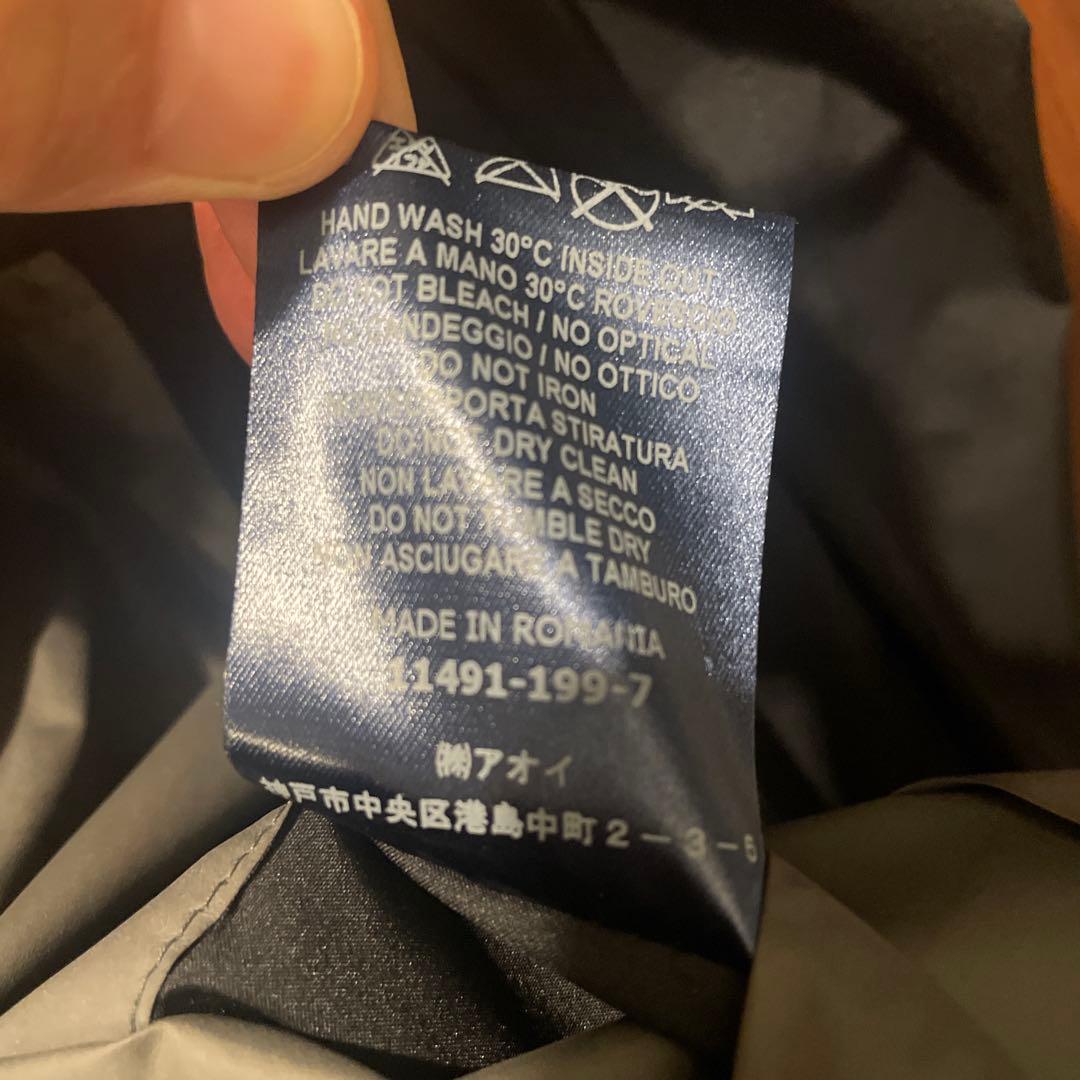 HAND WASH 30°C INSIDE OUT
LAVARE A MANO 30°C ROVESCIO
DO NOT BLEACH / NO OPTICAL
NO CANDEGGIO / NO OTTICO
DO NOT IRON
NON SOPPORTA STIRATURA
DO NOT DRY CLEAN
NON LAVARE A SECCO
DO NOT TUMBLE DRY
NON ASCIUGARE A TAMBURO
MADE IN ROMANIA
11491-199-7
㈱アオイ
神戸市中央区港島中町2-3-6